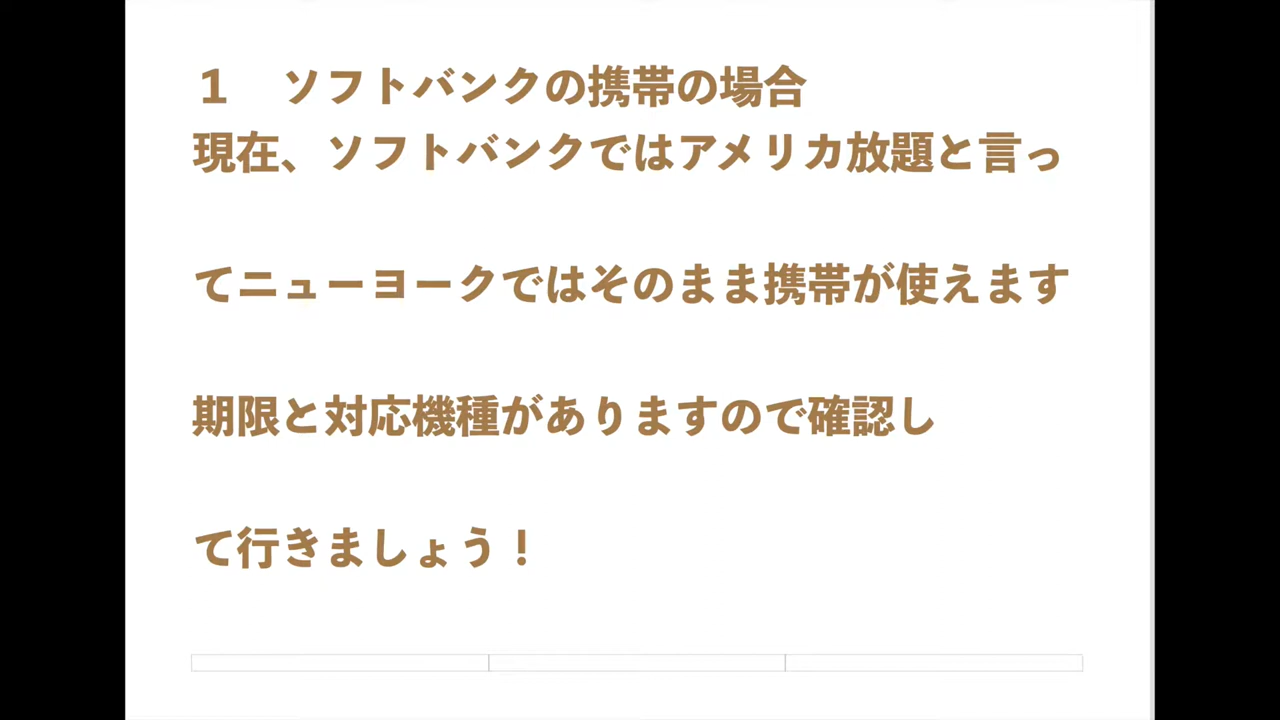 １　ソフトバンクの携帯の場合
現在、ソフトバンクではアメリカ放題と言っ
てニューヨークではそのまま携帯が使えます
期限と対応機種がありますので確認し
て行きましょう！